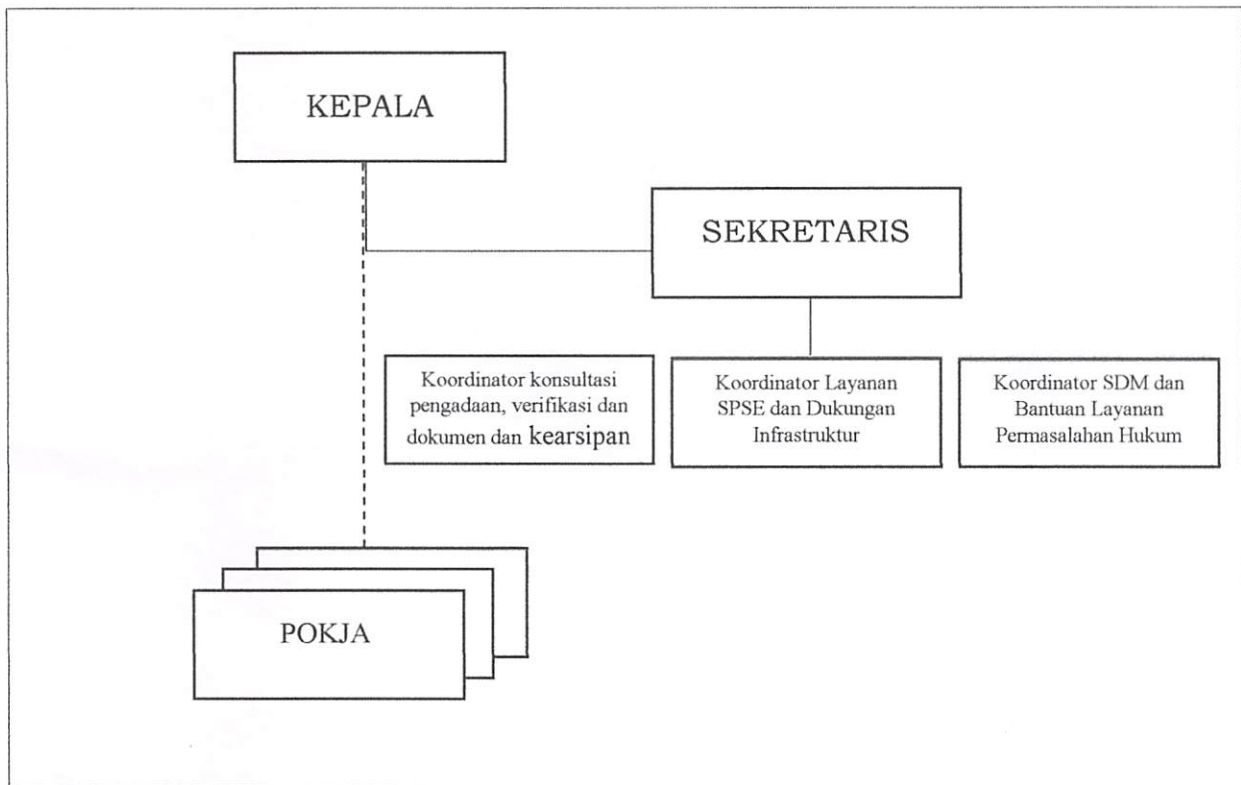 KEPALA
SEKRETARIS
Koordinator konsultasi
pengadaan, verifikasi dan
dokumen dan kearsipan
Koordinator Layanan
SPSE dan Dukungan
Infrastruktur
Koordinator SDM dan
Bantuan Layanan
Permasalahan Hukum
POKJA